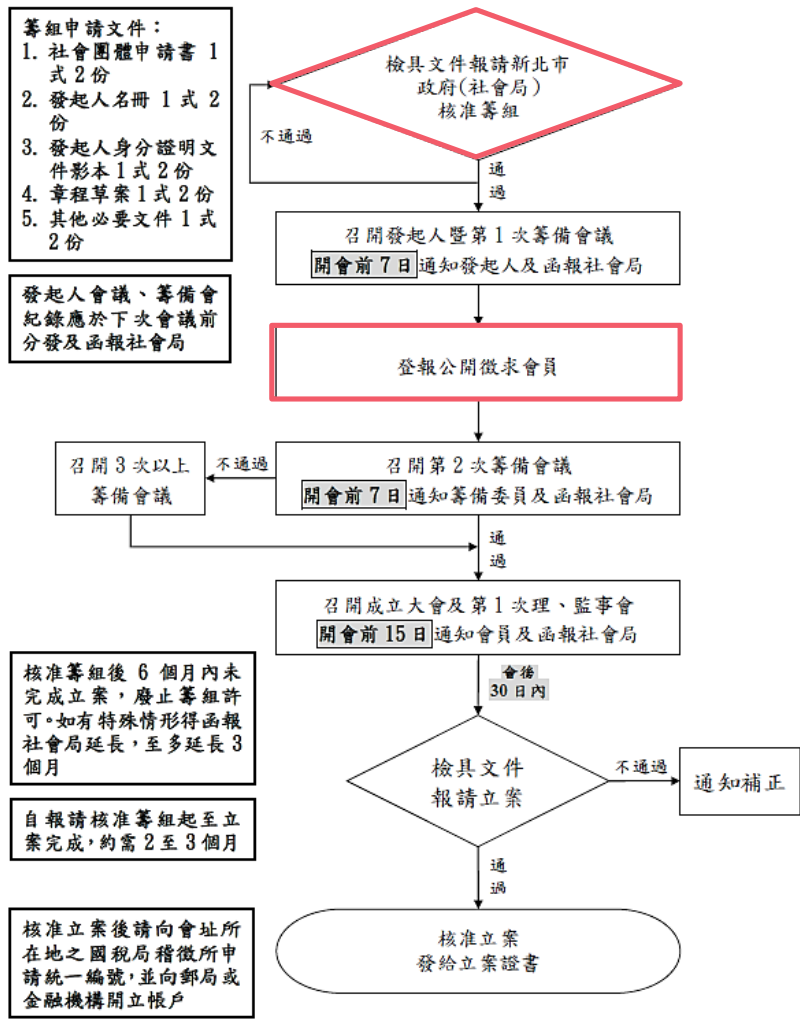 籌組申請文件：
1. 社會團體申請書 1
式 2 份
2. 發起人名冊 1 式 2
份
3. 發起人身分證明文
件影本 1 式 2 份
4. 章程草案 1 式 2 份
5. 其他必要文件 1 式
2 份
發起人會議、籌備會
紀錄應於下次會議前
分發及函報社會局
檢具文件報請新北市
政府(社會局)
核准籌組
不通過
通
過
召開發起人暨第 1 次籌備會議
開會前 7 日通知發起人及函報社會局
登報公開徵求會員
召開 3 次以上
籌備會議
不通過
召開第 2 次籌備會議
開會前 7 日通知籌備委員及函報社會局
通
過
召開成立大會及第 1 次理、監事會
開會前 15 日通知會員及函報社會局
會後
30 日內
核准籌組後 6 個月內未
完成立案，廢止籌組許
可。如有特殊情形得函報
社會局延長，至多延長 3
個月
檢具文件
報請立案
不通過
通知補正
自報請核准籌組起至立
案完成，約需 2 至 3 個月
通
過
核准立案
發給立案證書
核准立案後請向會址所
在地之國稅局稽徵所申
請統一編號，並向郵局或
金融機構開立帳戶